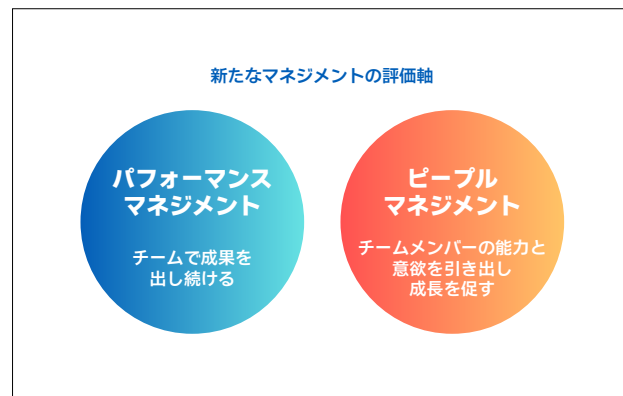 新たなマネジメントの評価軸
パフォーマンス
マネジメント
チームで成果を
出し続ける
ピープル
マネジメント
チームメンバーの能力と
意欲を引き出し
成長を促す